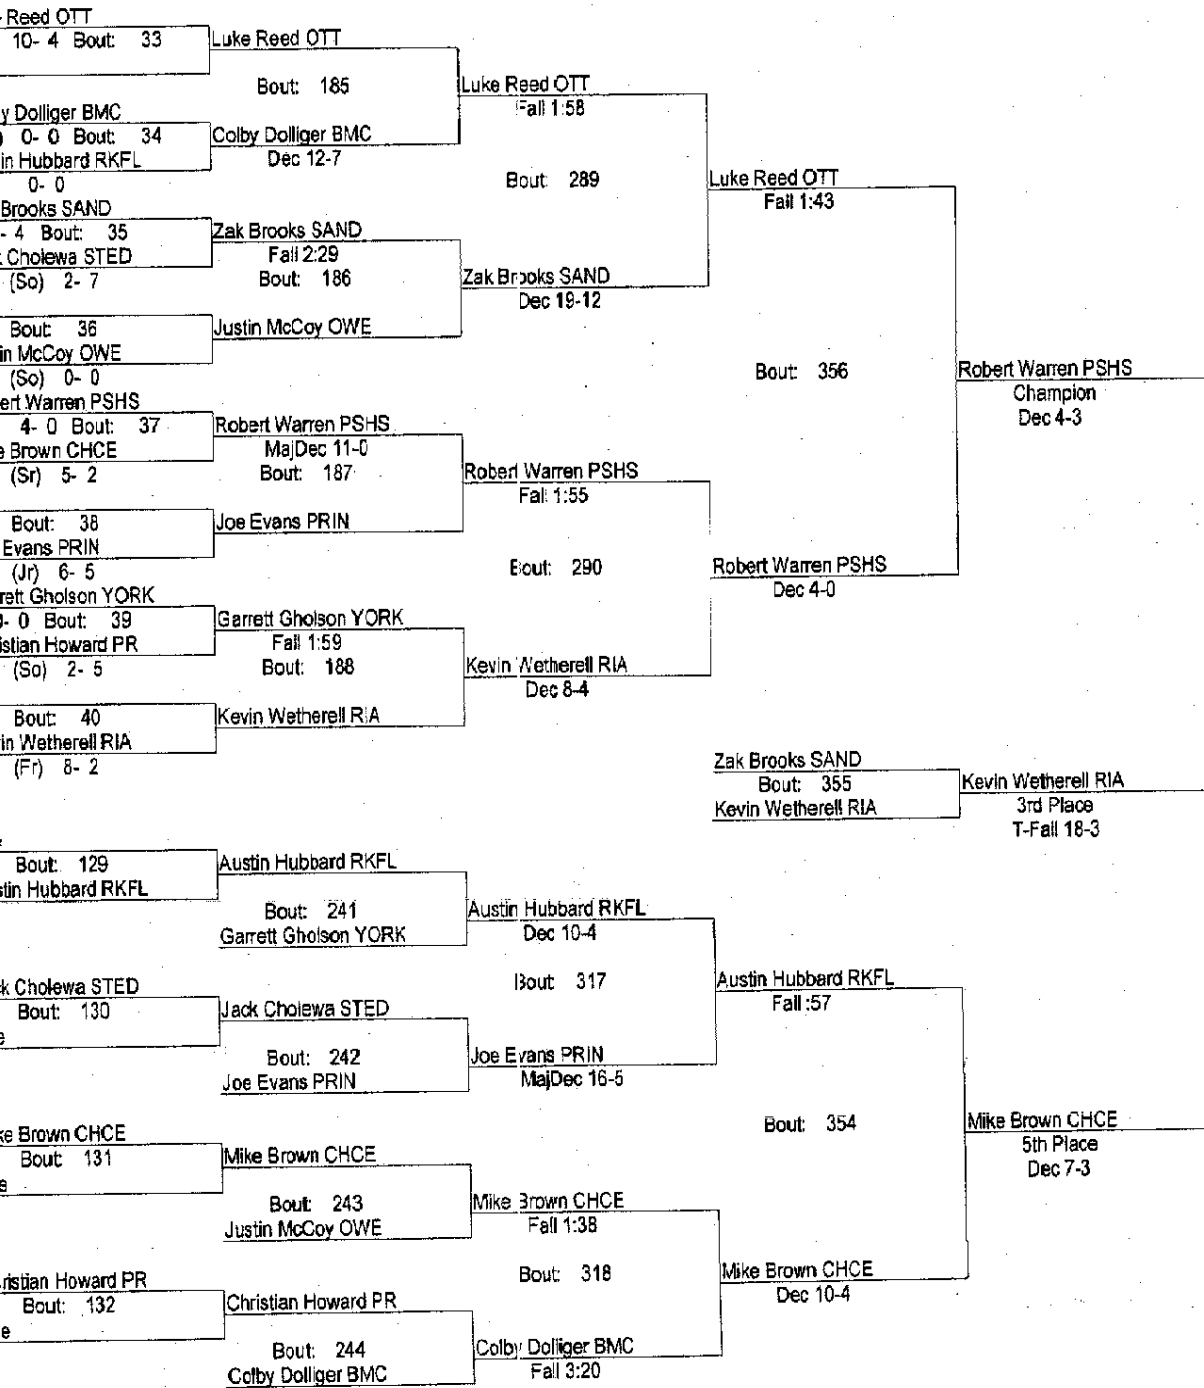 Reed OTT
10- 4 Bout: 33
Luke Reed OTT
Bout: 185
Luke Reed OTT
Fall 1:58
y Dolliger BMC
0- 0 Bout: 34
in Hubbard RKFL
0- 0
Colby Dolliger BMC
Dec 12-7
Bout: 289
Luke Reed OTT
Fall 1:43
Brooks SAND
- 4 Bout: 35
Cholewa STED
(So) 2- 7
Zak Brooks SAND
Fall 2:29
Bout: 186
Zak Brooks SAND
Dec 19-12
Bout: 36
in McCoy OWE
(So) 0- 0
Justin McCoy OWE
Bout: 356
Robert Warren PSHS
Champion
Dec 4-3
ert Warren PSHS
4- 0 Bout: 37
e Brown CHCE
(Sr) 5- 2
Robert Warren PSHS
MajDec 11-0
Bout: 187
Robert Warren PSHS
Fall 1:55
Bout: 38
Evans PRIN
(Jr) 6- 5
Joe Evans PRIN
Bout: 290
Robert Warren PSHS
Dec 4-0
rett Gholson YORK
- 0 Bout: 39
istian Howard PR
(So) 2- 5
Garrett Gholson YORK
Fall 1:59
Bout: 188
Kevin Wetherell RIA
Dec 8-4
Bout: 40
in Wetherell RIA
(Fr) 8- 2
Kevin Wetherell RIA
Zak Brooks SAND
Bout: 355
Kevin Wetherell RIA
Kevin Wetherell RIA
3rd Place
T-Fall 18-3
Bout: 129
tin Hubbard RKFL
Austin Hubbard RKFL
Bout: 241
Garrett Gholson YORK
Austin Hubbard RKFL
Dec 10-4
Bout: 317
Austin Hubbard RKFL
Fall :57
k Cholewa STED
Bout: 130
e
Jack Cholewa STED
Bout: 242
Joe Evans PRIN
Joe Evans PRIN
MajDec 16-5
Bout: 354
Mike Brown CHCE
5th Place
Dec 7-3
ke Brown CHCE
Bout: 131
e
Mike Brown CHCE
Bout: 243
Justin McCoy OWE
Mike Brown CHCE
Fall 1:38
Bout: 318
Mike Brown CHCE
Dec 10-4
ristian Howard PR
Bout: 132
e
Christian Howard PR
Bout: 244
Colby Dolliger BMC
Colby Dolliger BMC
Fall 3:20